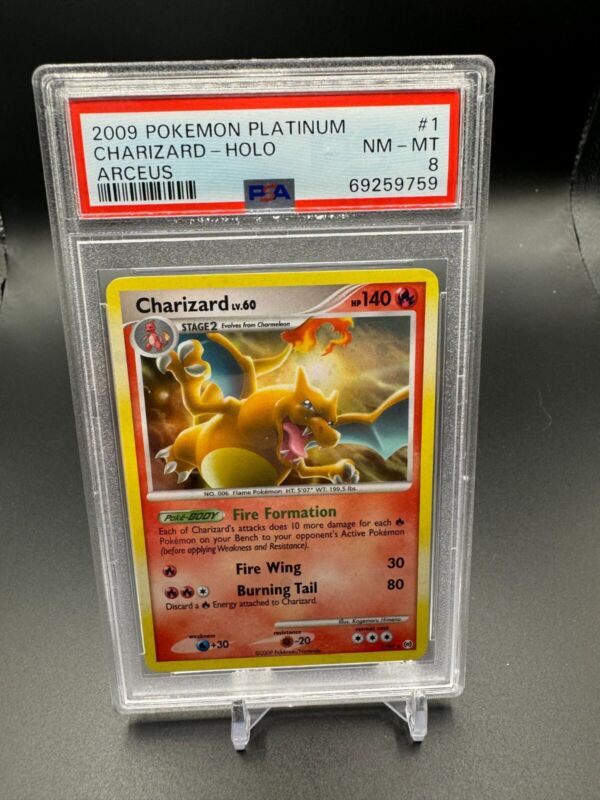 2009 POKEMON PLATINUM #1
CHARIZARD - HOLO NM - MT
ARCEUS 8
PSA 69259759
Charizard LV.60 HP 140
STAGE2 Evolves from Charmeleon
NO. 006 Flame Pokémon HT: 5'07" WT: 199.5 lbs.
Poké-BODY Fire Formation
Each of Charizard's attacks does 10 more damage for each
Pokémon on your Bench to your opponent's Active Pokémon
(before applying Weakness and Resistance).
Fire Wing 30
Burning Tail 80
Discard a Energy attached to Charizard.
Illus. Kagemaru Himeno
weakness resistance retreat cost
+30 -20
©2009 Pokémon/Nintendo